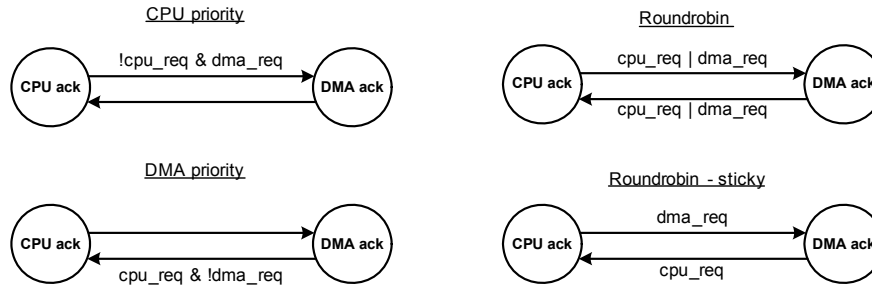 CPU priority
!cpu_req & dma_req
CPU ack
DMA ack
Roundrobin
cpu_req | dma_req
CPU ack
DMA ack
cpu_req | dma_req
DMA priority
CPU ack
DMA ack
cpu_req & !dma_req
Roundrobin - sticky
dma_req
CPU ack
DMA ack
cpu_req